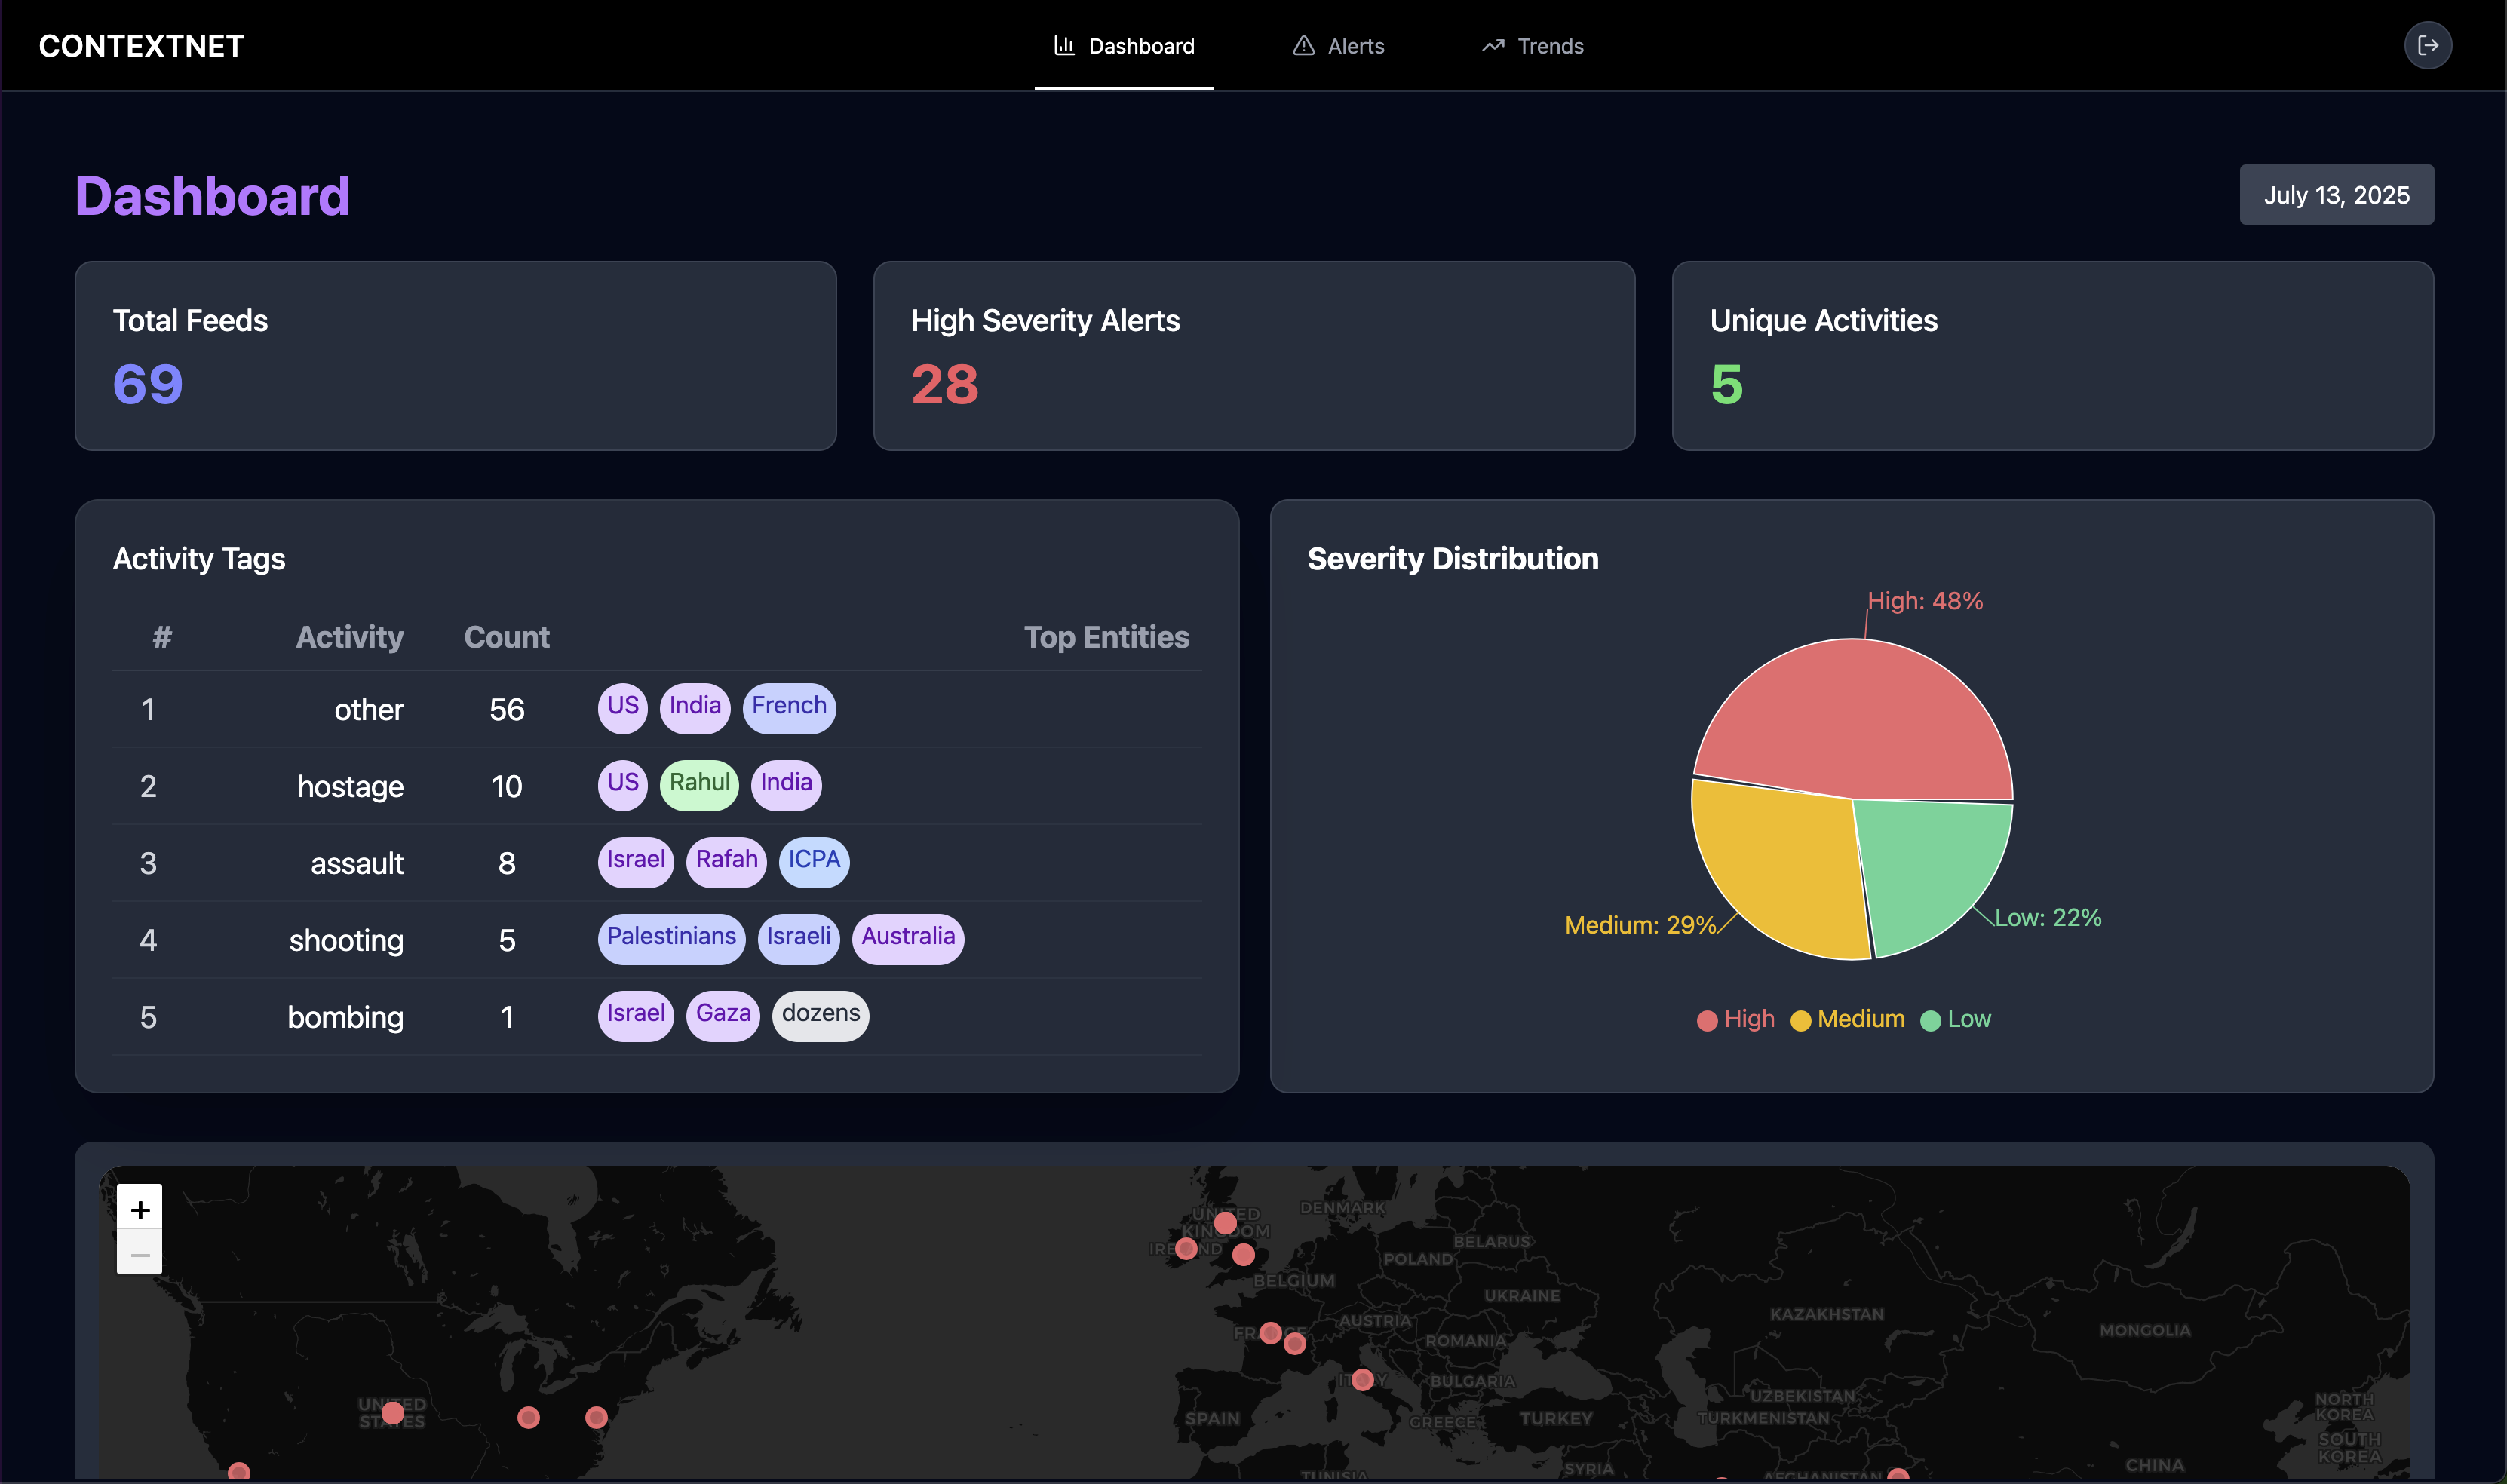 CONTEXTNET
Dashboard
Alerts
Trends
Dashboard
July 13, 2025
Total Feeds
69
High Severity Alerts
28
Unique Activities
5
Activity Tags
# Activity Count Top Entities
1 other 56 US India French
2 hostage 10 US Rahul India
3 assault 8 Israel Rafah ICPA
4 shooting 5 Palestinians Israeli Australia
5 bombing 1 Israel Gaza dozens
Severity Distribution
High: 48%
Medium: 29%
Low: 22%
High Medium Low
+
−
UNITED
KINGDOM
DENMARK
IRELAND
BELARUS
POLAND
BELGIUM
UKRAINE
KAZAKHSTAN
AUSTRIA
FRANCE
ROMANIA
MONGOLIA
ITALY
BULGARIA
UZBEKISTAN
UNITED
STATES
SPAIN
GREECE
TURKEY
TURKMENISTAN
NORTH
KOREA
SOUTH
KOREA
CHINA
SYRIA
TUNISIA
AFGHANISTAN